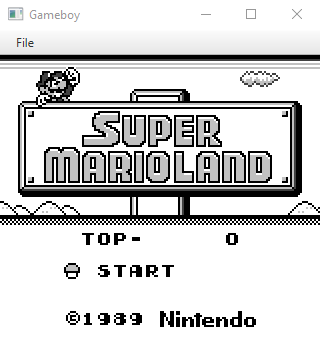 Gameboy
File
SUPER
MARIOLAND
TOP- 0
START
©1989 Nintendo